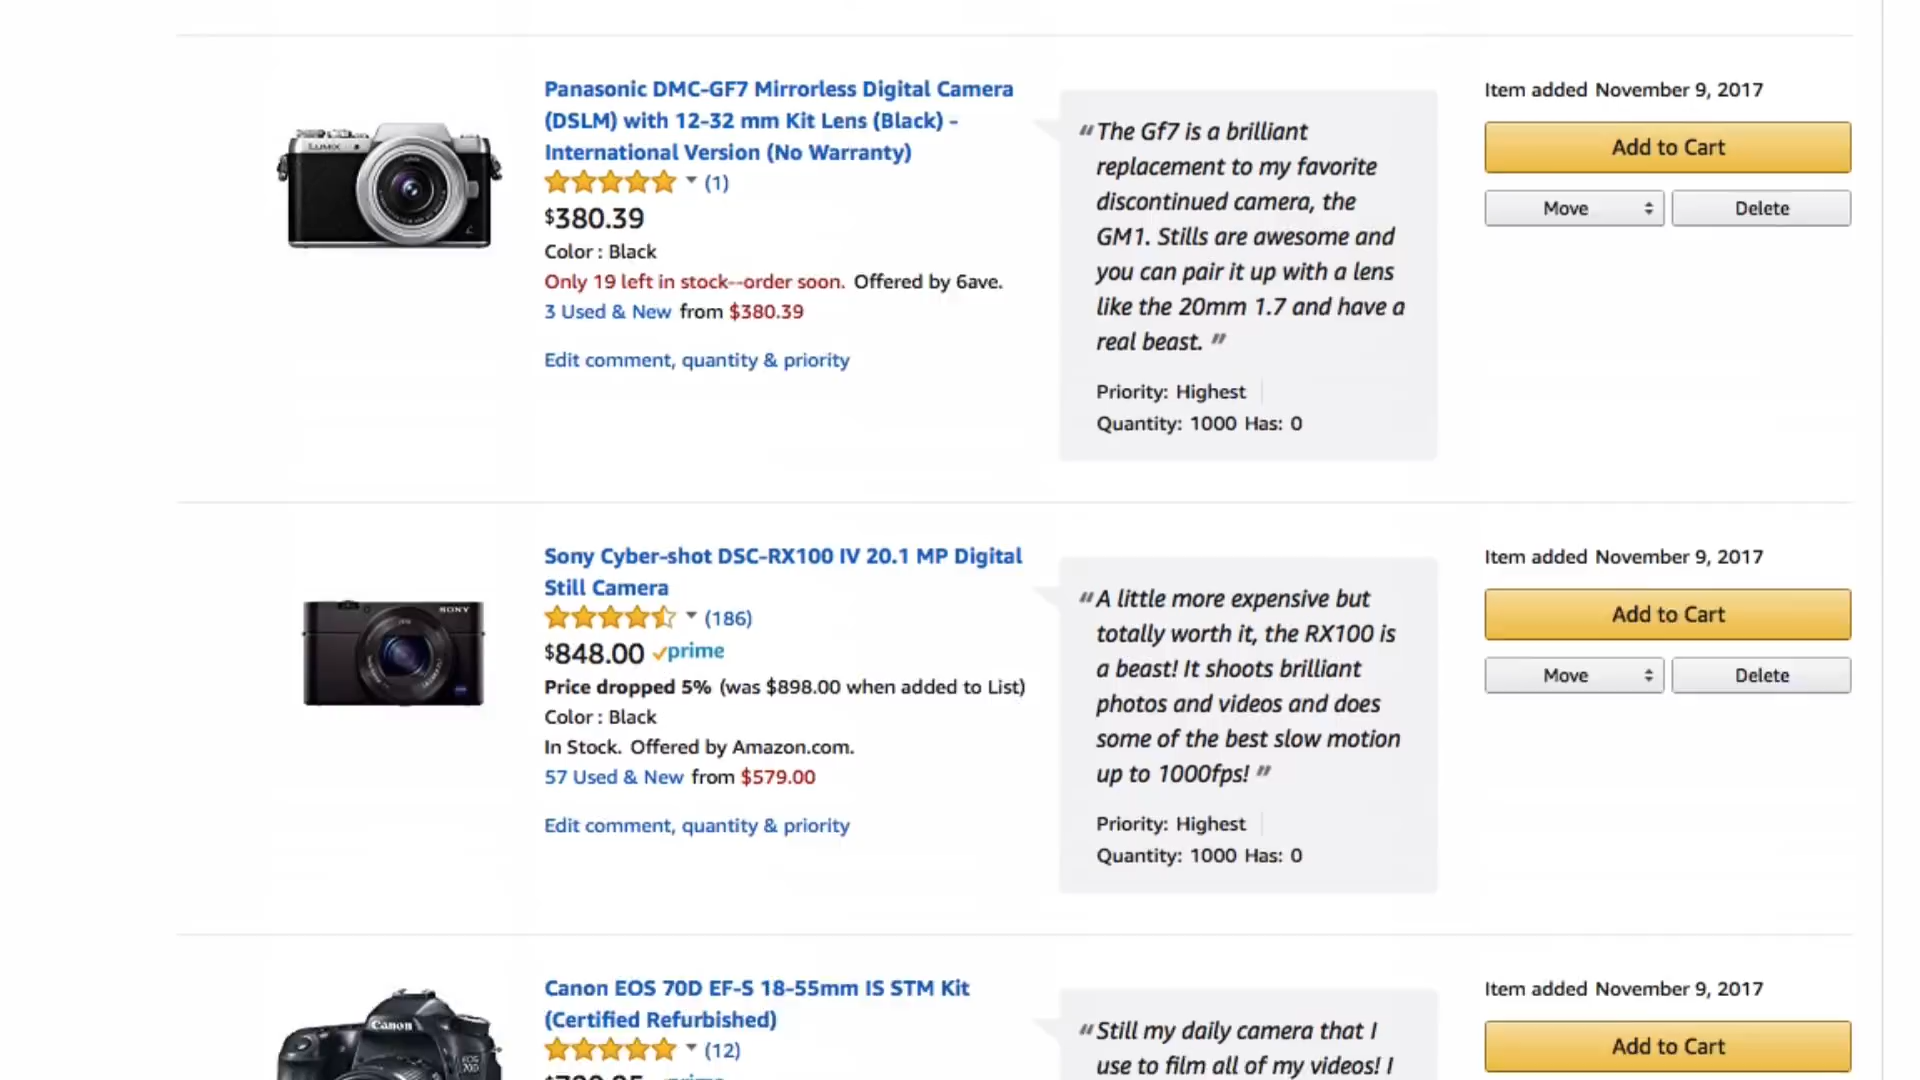 Panasonic DMC-GF7 Mirrorless Digital Camera
(DSLM) with 12-32 mm Kit Lens (Black) -
International Version (No Warranty)
(1)
$380.39
Color : Black
Only 19 left in stock--order soon. Offered by 6ave.
3 Used & New from $380.39
Edit comment, quantity & priority
LUMIX
" The Gf7 is a brilliant
replacement to my favorite
discontinued camera, the
GM1. Stills are awesome and
you can pair it up with a lens
like the 20mm 1.7 and have a
real beast. "
Priority: Highest
Quantity: 1000 Has: 0
Item added November 9, 2017
Add to Cart
Move
Delete
Sony Cyber-shot DSC-RX100 IV 20.1 MP Digital
Still Camera
(186)
$848.00 prime
Price dropped 5% (was $898.00 when added to List)
Color : Black
In Stock. Offered by Amazon.com.
57 Used & New from $579.00
Edit comment, quantity & priority
SONY
" A little more expensive but
totally worth it, the RX100 is
a beast! It shoots brilliant
photos and videos and does
some of the best slow motion
up to 1000fps! "
Priority: Highest
Quantity: 1000 Has: 0
Item added November 9, 2017
Add to Cart
Move
Delete
Canon EOS 70D EF-S 18-55mm IS STM Kit
(Certified Refurbished)
(12)
Canon
EOS
70D
" Still my daily camera that I
use to film all of my videos! I
Item added November 9, 2017
Add to Cart